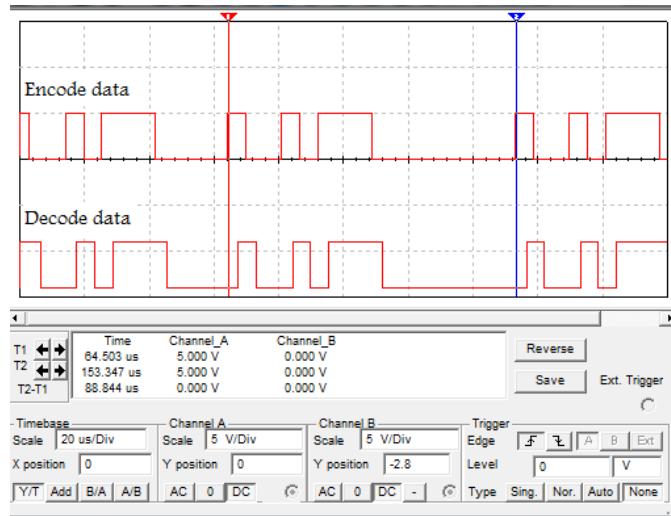 1 2
Encode data
Decode data
Time Channel_A Channel_B
T1 64.503 us 5.000 V 0.000 V
T2 153.347 us 5.000 V 0.000 V
T2-T1 88.844 us 0.000 V 0.000 V
Reverse
Save
Ext. Trigger
Timebase
Scale 20 us/Div
X position 0
Y/T Add B/A A/B
Channel A
Scale 5 V/Div
Y position 0
AC 0 DC
Channel B
Scale 5 V/Div
Y position -2.8
AC 0 DC -
Trigger
Edge A B Ext
Level 0 V
Type Sing. Nor. Auto None